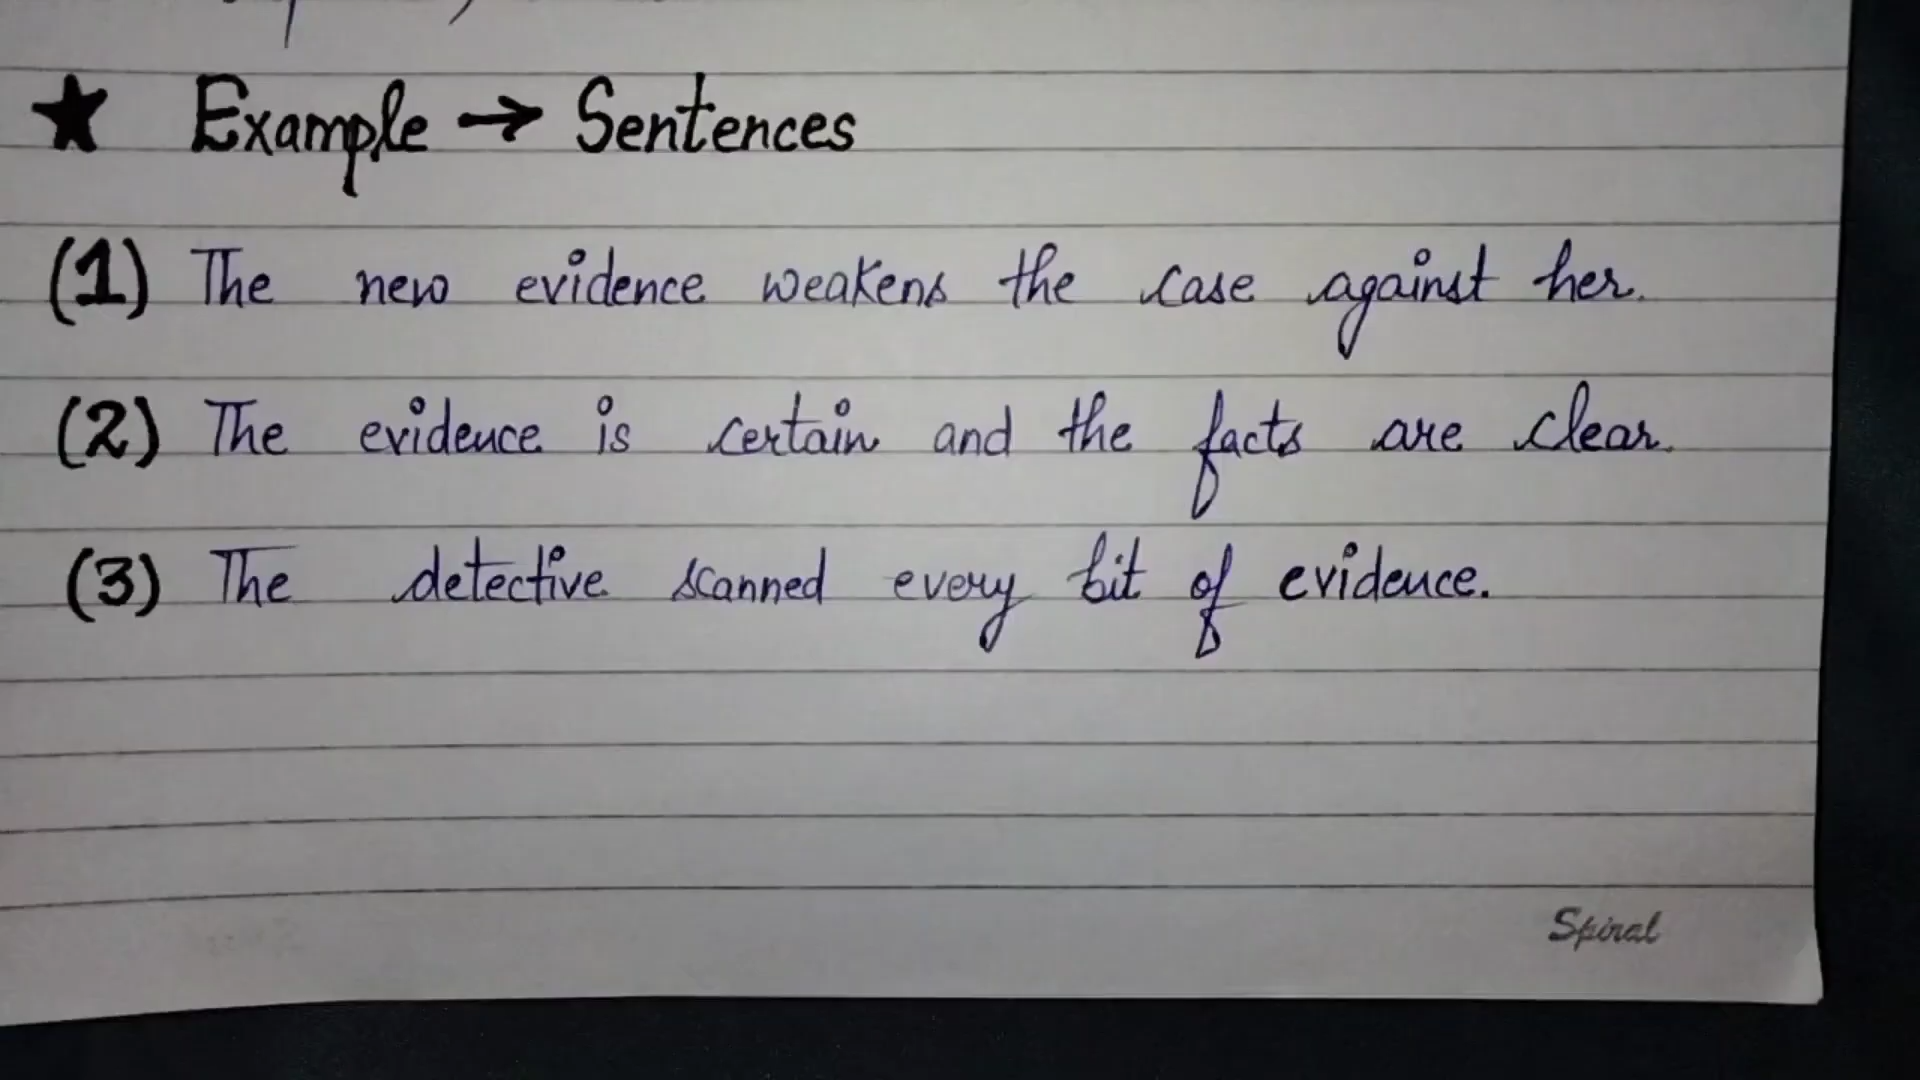 ★ Example → Sentences
(1) The new evidence weakens the case against her.
(2) The evidence is certain and the facts are clear.
(3) The detective scanned every bit of evidence.
Spiral